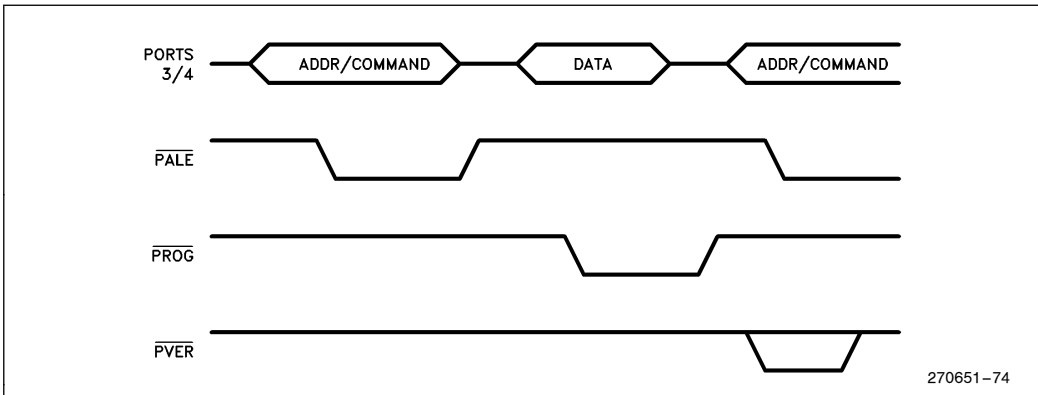 PORTS
3/4
ADDR/COMMAND
DATA
ADDR/COMMAND
PALE
PROG
PVER
270651–74